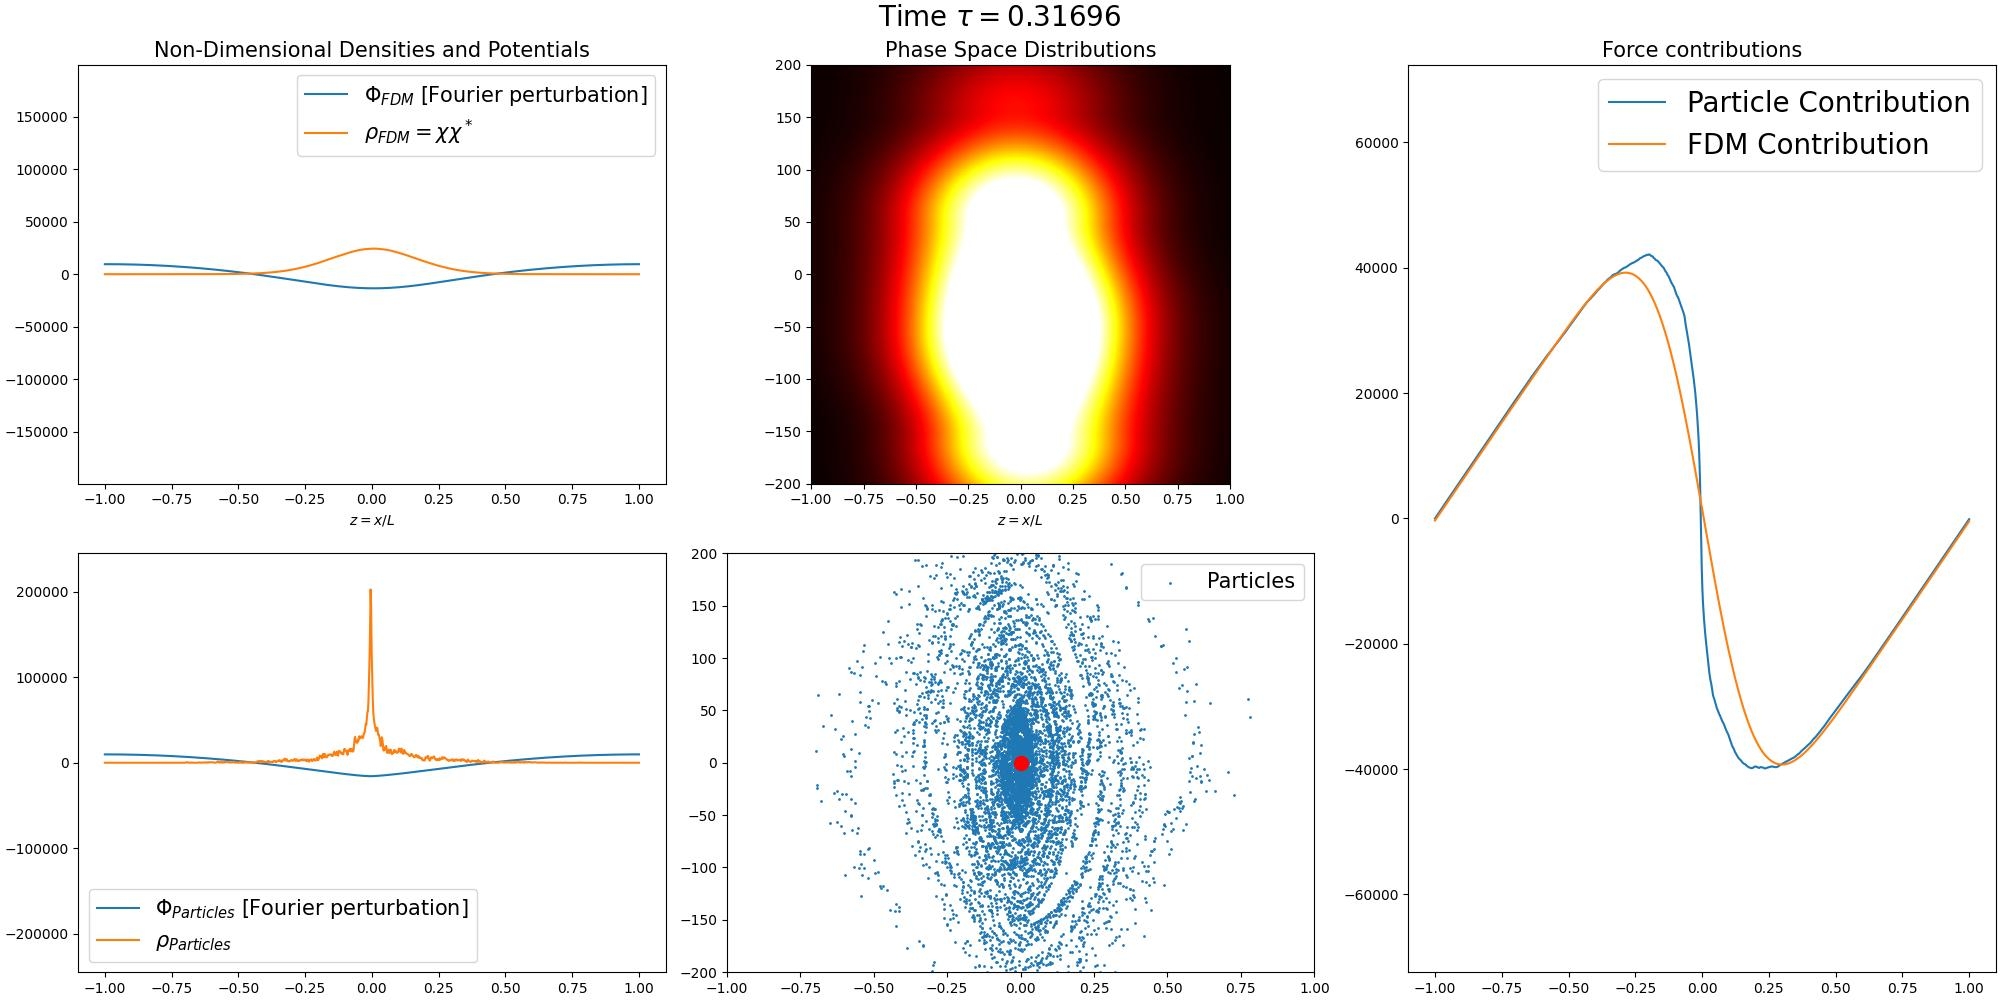 Time τ = 0.31696
Non-Dimensional Densities and Potentials
Φ_FDM [Fourier perturbation]
ρ_FDM = χχ*
150000
100000
50000
0
−50000
−100000
−150000
−1.00 −0.75 −0.50 −0.25 0.00 0.25 0.50 0.75 1.00
z = x/L
Phase Space Distributions
200
150
100
50
0
−50
−100
−150
−200
−1.00 −0.75 −0.50 −0.25 0.00 0.25 0.50 0.75 1.00
z = x/L
Force contributions
Particle Contribution
FDM Contribution
60000
40000
20000
0
−20000
−40000
−60000
−1.00 −0.75 −0.50 −0.25 0.00 0.25 0.50 0.75 1.00
200000
100000
0
−100000
−200000
Φ_Particles [Fourier perturbation]
ρ_Particles
−1.00 −0.75 −0.50 −0.25 0.00 0.25 0.50 0.75 1.00
Particles
200
150
100
50
0
−50
−100
−150
−200
−1.00 −0.75 −0.50 −0.25 0.00 0.25 0.50 0.75 1.00